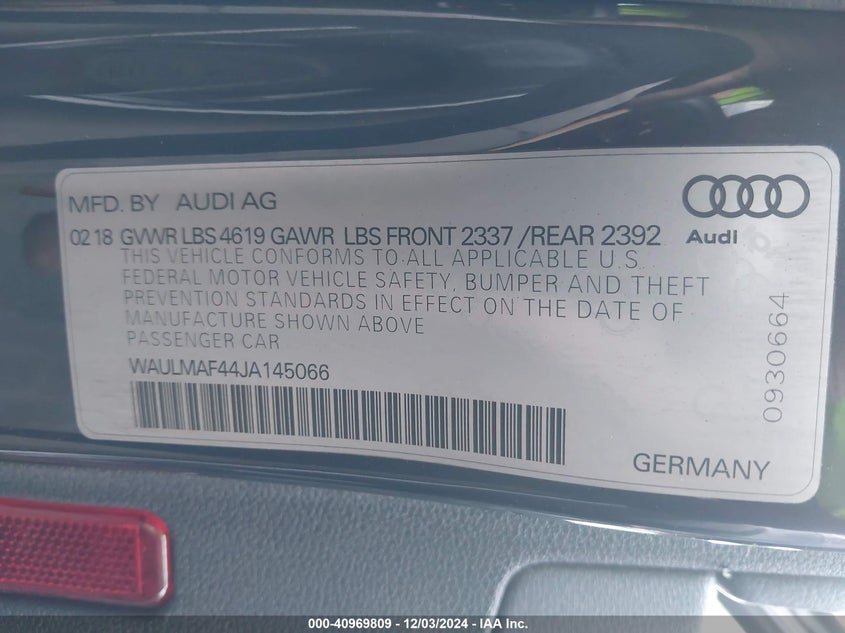 MFD. BY AUDI AG
Audi
02 18 GVWR LBS 4619 GAWR LBS FRONT 2337 /REAR 2392
THIS VEHICLE CONFORMS TO ALL APPLICABLE U.S.
FEDERAL MOTOR VEHICLE SAFETY, BUMPER AND THEFT
PREVENTION STANDARDS IN EFFECT ON THE DATE OF
MANUFACTURE SHOWN ABOVE
PASSENGER CAR
WAULMAF44JA145066
0930664
GERMANY
000-40969809 - 12/03/2024 - IAA Inc.